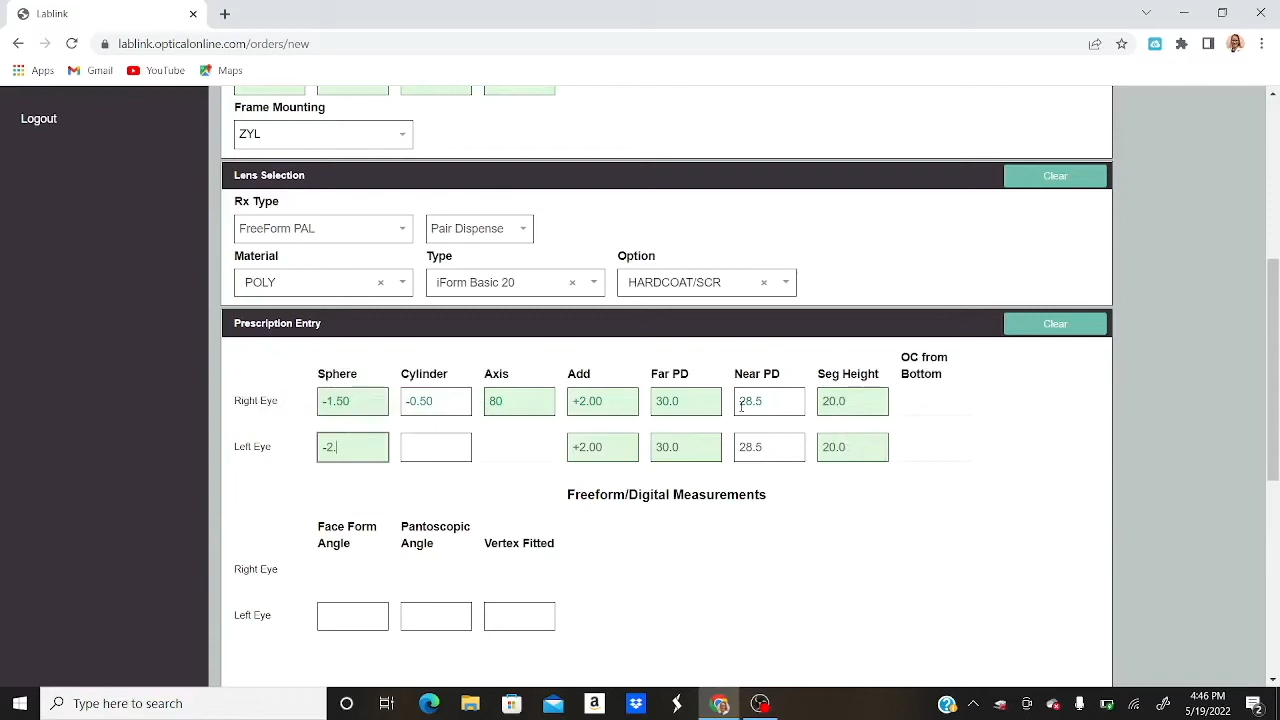 Lablink
lablink.opticalonline.com/orders/new
Apps Gmail YouTube Maps
Logout
Frame Mounting
ZYL
Lens Selection Clear
Rx Type
FreeForm PAL Pair Dispense
Material Type Option
POLY × iForm Basic 20 × HARDCOAT/SCR ×
Prescription Entry Clear
OC from
Sphere Cylinder Axis Add Far PD Near PD Seg Height Bottom
Right Eye -1.50 -0.50 80 +2.00 30.0 28.5 20.0
Left Eye -2. +2.00 30.0 28.5 20.0
Freeform/Digital Measurements
Face Form Pantoscopic
Angle Angle Vertex Fitted
Right Eye
Left Eye
Type here to search
4:46 PM
5/19/2022
2